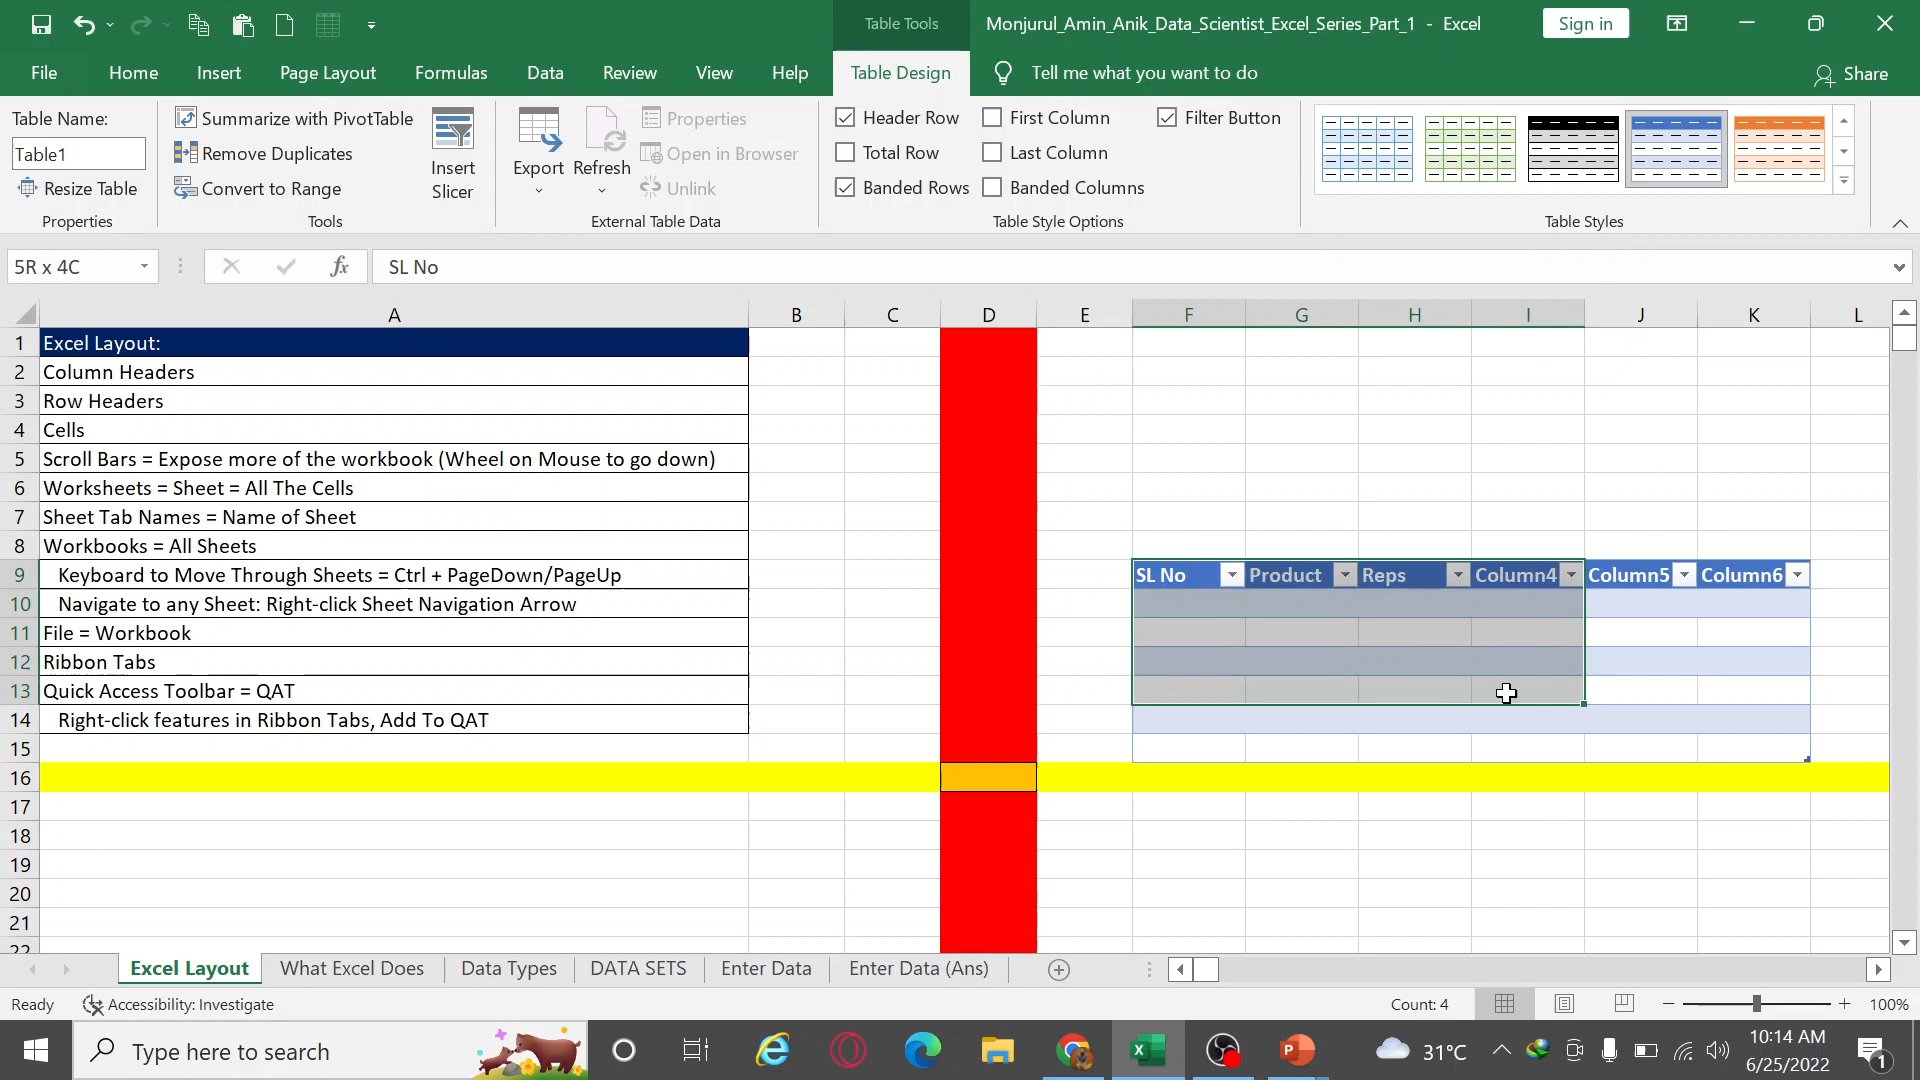 Table Tools
Monjurul_Amin_Anik_Data_Scientist_Excel_Series_Part_1 - Excel
Sign in
File Home Insert Page Layout Formulas Data Review View Help Table Design Tell me what you want to do Share
Table Name:
Table1
Resize Table
Properties
Summarize with PivotTable
Remove Duplicates
Convert to Range
Tools
Insert
Slicer
Export
Refresh
Properties
Open in Browser
Unlink
External Table Data
Header Row
First Column
Filter Button
Total Row
Last Column
Banded Rows
Banded Columns
Table Style Options
Table Styles
5R x 4C
fx
SL No
A B C D E F G H I J K L
1 Excel Layout:
2 Column Headers
3 Row Headers
4 Cells
5 Scroll Bars = Expose more of the workbook (Wheel on Mouse to go down)
6 Worksheets = Sheet = All The Cells
7 Sheet Tab Names = Name of Sheet
8 Workbooks = All Sheets
9 Keyboard to Move Through Sheets = Ctrl + PageDown/PageUp SL No Product Reps Column4 Column5 Column6
10 Navigate to any Sheet: Right-click Sheet Navigation Arrow
11 File = Workbook
12 Ribbon Tabs
13 Quick Access Toolbar = QAT
14 Right-click features in Ribbon Tabs, Add To QAT
15
16
17
18
19
20
21
22
Excel Layout What Excel Does Data Types DATA SETS Enter Data Enter Data (Ans)
Ready Accessibility: Investigate Count: 4 100%
Type here to search
31°C
10:14 AM
6/25/2022
1